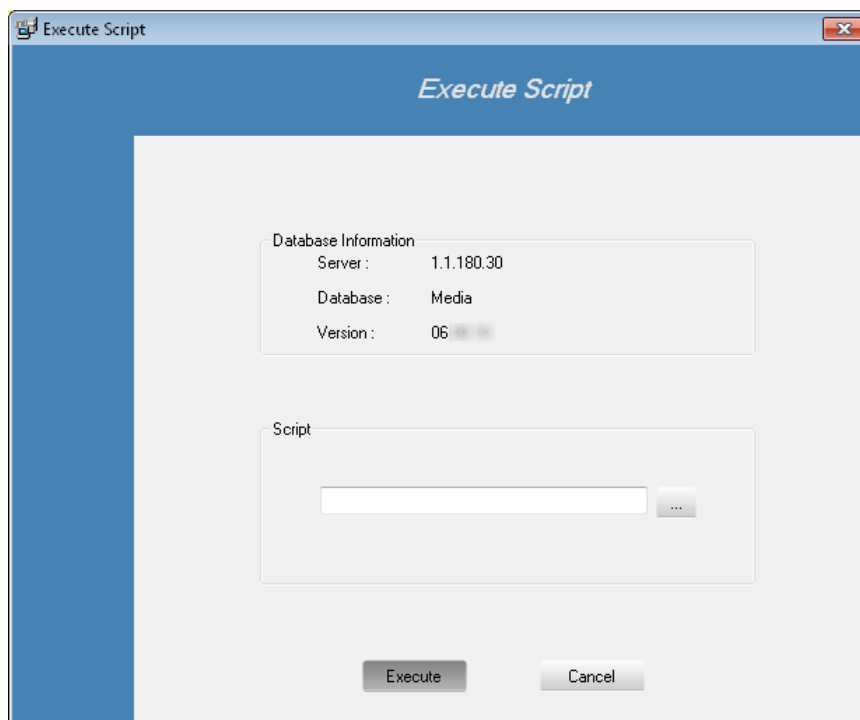 Execute Script
Execute Script
Database Information
Server : 1.1.180.30
Database : Media
Version : 06
Script
...
Execute Cancel